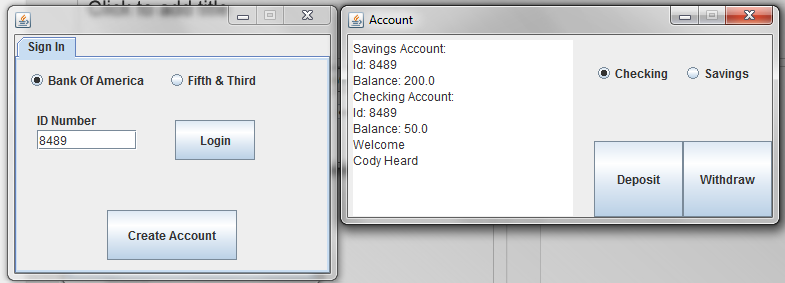 Click to add title
Sign In
Bank Of America
Fifth & Third
ID Number
8489
Login
Create Account
Account
Savings Account:
Id: 8489
Balance: 200.0
Checking Account:
Id: 8489
Balance: 50.0
Welcome
Cody Heard
Checking
Savings
Deposit
Withdraw